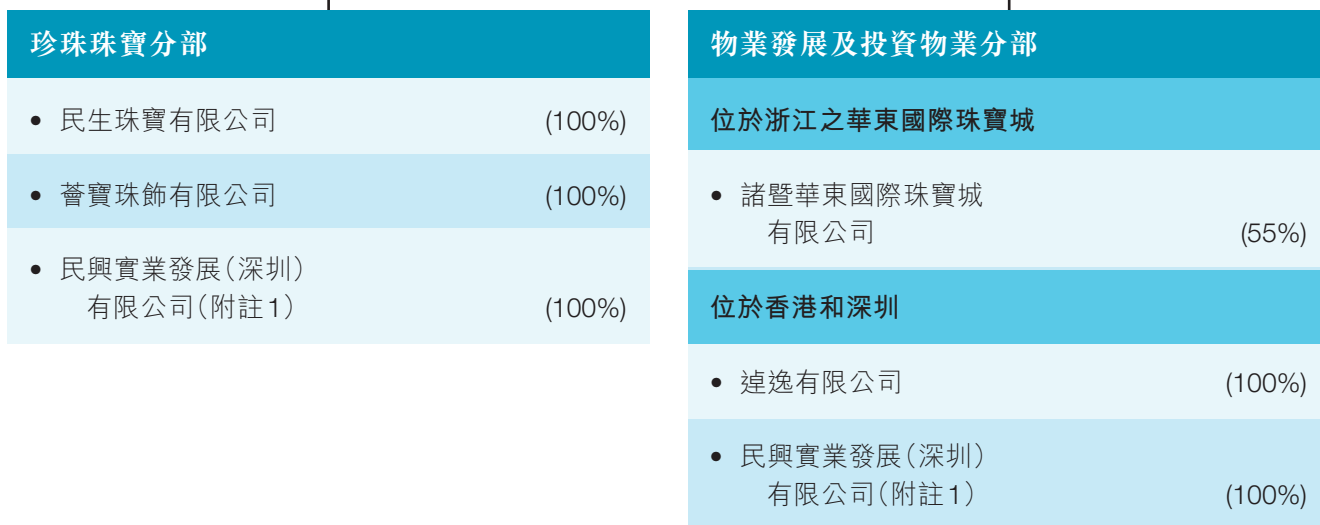 珍珠珠寶分部
• 民生珠寶有限公司 (100%)
• 薈寶珠飾有限公司 (100%)
• 民興實業發展（深圳）
有限公司（附註1） (100%)
物業發展及投資物業分部
位於浙江之華東國際珠寶城
• 諸暨華東國際珠寶城
有限公司 (55%)
位於香港和深圳
• 逴逸有限公司 (100%)
• 民興實業發展（深圳）
有限公司（附註1） (100%)